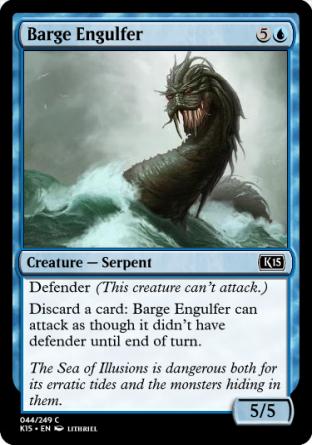 Barge Engulfer 5
K15
Creature — Serpent
Defender (This creature can't attack.)
Discard a card: Barge Engulfer can
attack as though it didn't have
defender until end of turn.
The Sea of Illusions is dangerous both for
its erratic tides and the monsters hiding in
them.
5/5
044/249 C
K15 • EN LITHRIEL